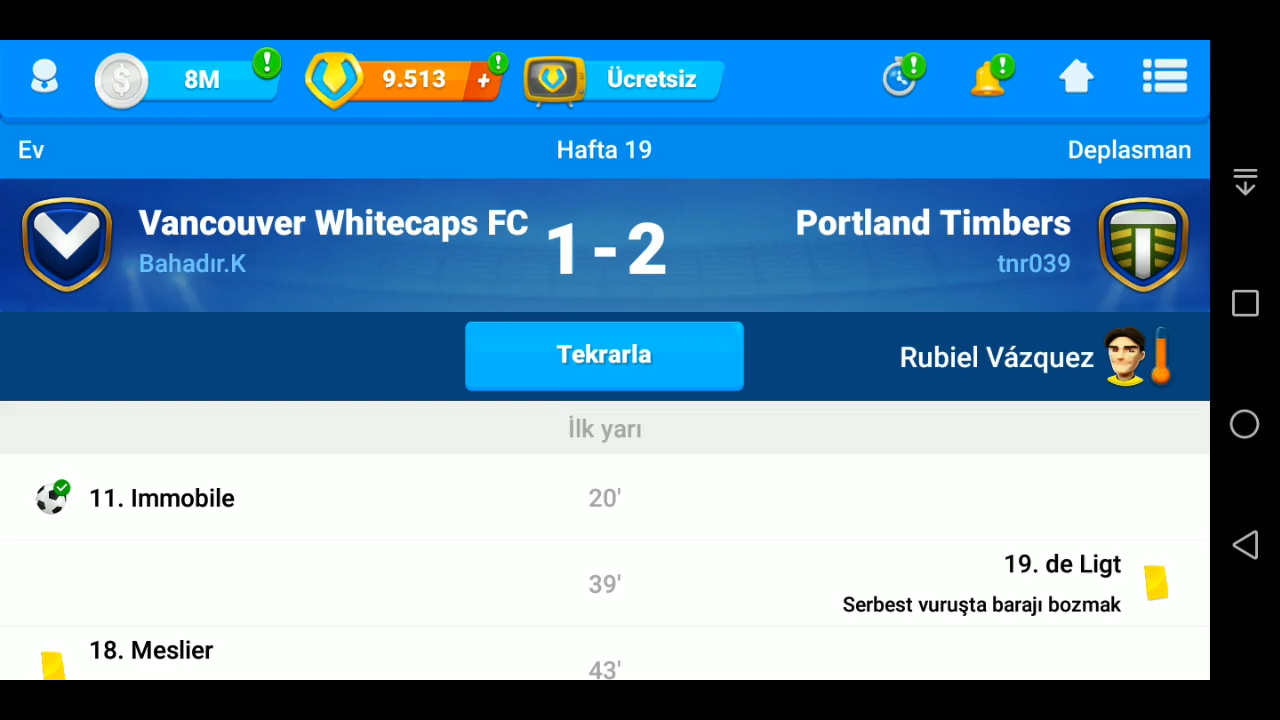 8M
9.513
+
Ücretsiz
Ev
Hafta 19
Deplasman
Vancouver Whitecaps FC
Bahadır.K
1 - 2
Portland Timbers
tnr039
Tekrarla
Rubiel Vázquez
İlk yarı
11. Immobile
20'
39'
19. de Ligt
Serbest vuruşta barajı bozmak
18. Meslier
43'